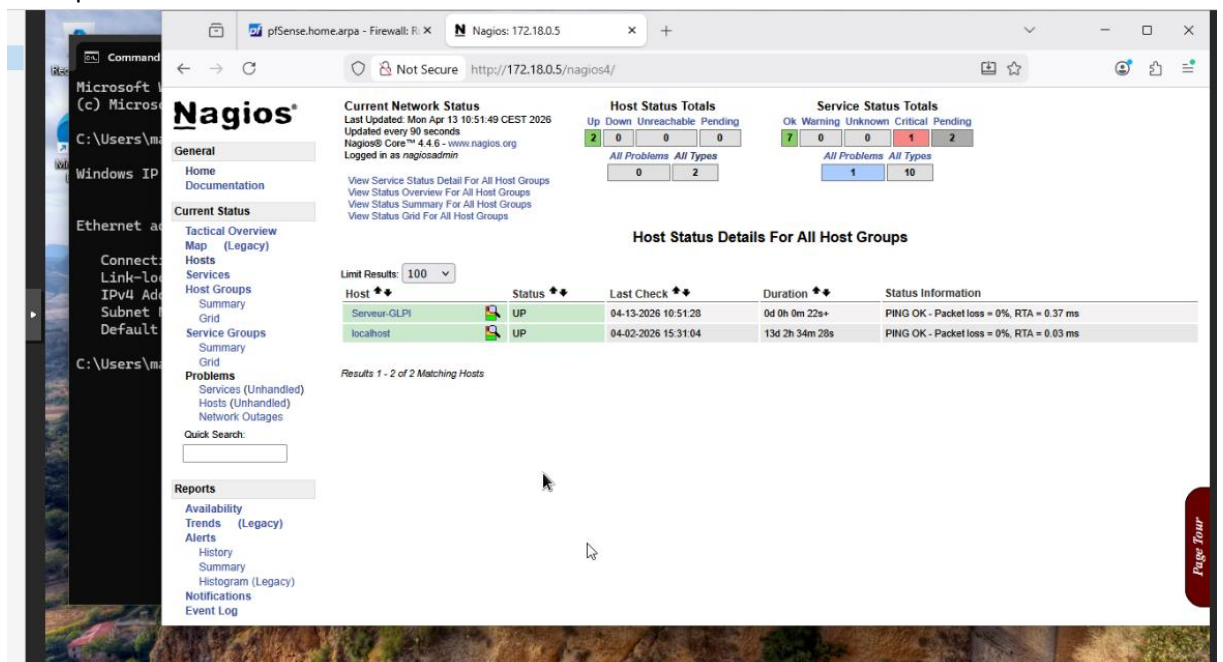 pfSense.home.arpa - Firewall: R
Nagios: 172.18.0.5
Command
Microsoft
(c) Micros
C:\Users\ma
Windows IP
Ethernet a
Connect
Link-lo
IPv4 Ad
Subnet
Default
C:\Users\ma
Not Secure http://172.18.0.5/nagios4/
Nagios®
General
Home
Documentation
Current Status
Tactical Overview
Map (Legacy)
Hosts
Services
Host Groups
Summary
Grid
Service Groups
Summary
Grid
Problems
Services (Unhandled)
Hosts (Unhandled)
Network Outages
Quick Search:
Reports
Availability
Trends (Legacy)
Alerts
History
Summary
Histogram (Legacy)
Notifications
Event Log
Current Network Status
Last Updated: Mon Apr 13 10:51:49 CEST 2026
Updated every 90 seconds
Nagios® Core™ 4.4.6 - www.nagios.org
Logged in as nagiosadmin
View Service Status Detail For All Host Groups
View Status Overview For All Host Groups
View Status Summary For All Host Groups
View Status Grid For All Host Groups
Host Status Totals
Up Down Unreachable Pending
2 0 0 0
All Problems All Types
0 2
Service Status Totals
Ok Warning Unknown Critical Pending
7 0 0 1 2
All Problems All Types
1 10
Host Status Details For All Host Groups
Limit Results: 100
Host Status Last Check Duration Status Information
Serveur-GLPI UP 04-13-2026 10:51:28 0d 0h 0m 22s+ PING OK - Packet loss = 0%, RTA = 0.37 ms
localhost UP 04-02-2026 15:31:04 13d 2h 34m 28s PING OK - Packet loss = 0%, RTA = 0.03 ms
Results 1 - 2 of 2 Matching Hosts
Page Tour